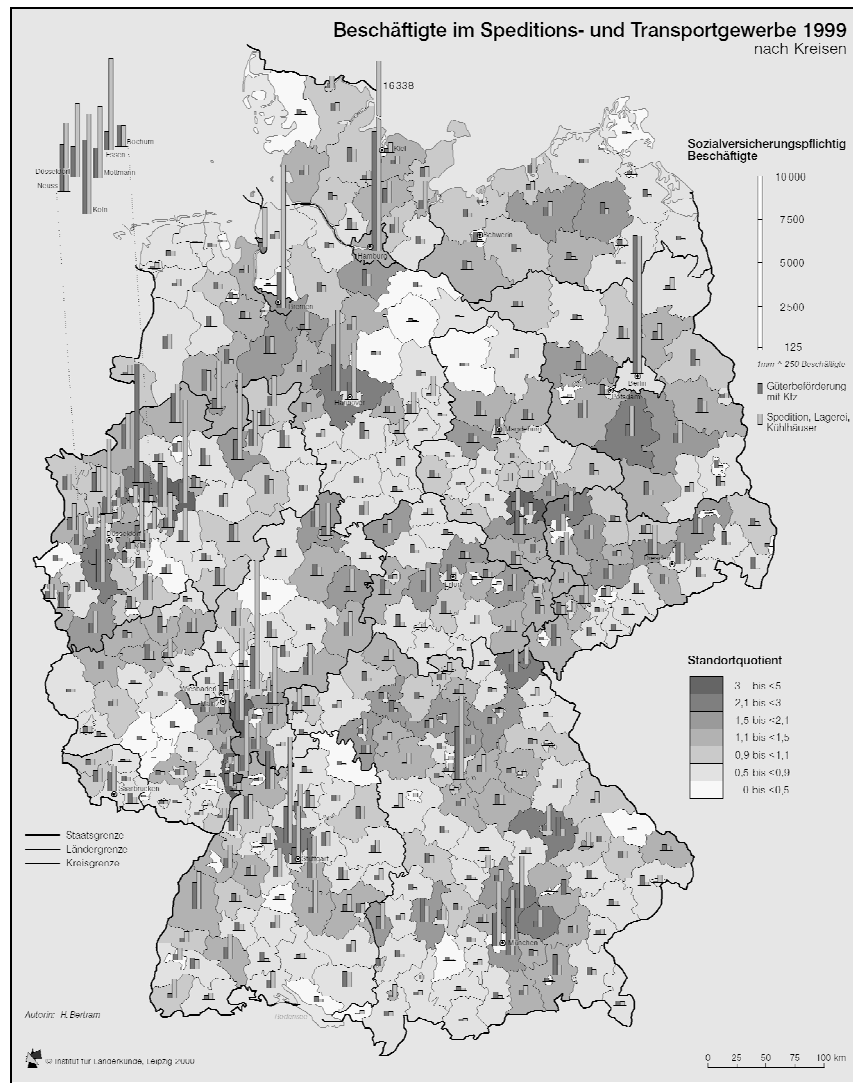 Beschäftigte im Speditions- und Transportgewerbe 1999
nach Kreisen
16338
Bochum
Essen
Düsseldorf
Mettmann
Neuss
Köln
Kiel
Schwerin
Hamburg
Bremen
Berlin
Potsdam
Hannover
Magdeburg
Düsseldorf
Erfurt
Wiesbaden
Mainz
Saarbrücken
Stuttgart
München
Bodensee
Sozialversicherungspflichtig
Beschäftigte
10000
7500
5000
2500
125
1mm ^ 250 Beschäftigte
Güterbeförderung
mit Kfz
Spedition, Lagerei,
Kühlhäuser
Standortquotient
3 bis <5
2,1 bis <3
1,5 bis <2,1
1,1 bis <1,5
0,9 bis <1,1
0,5 bis <0,9
0 bis <0,5
Staatsgrenze
Ländergrenze
Kreisgrenze
Autorin: H. Bertram
© Institut für Länderkunde, Leipzig 2000
0 25 50 75 100 km